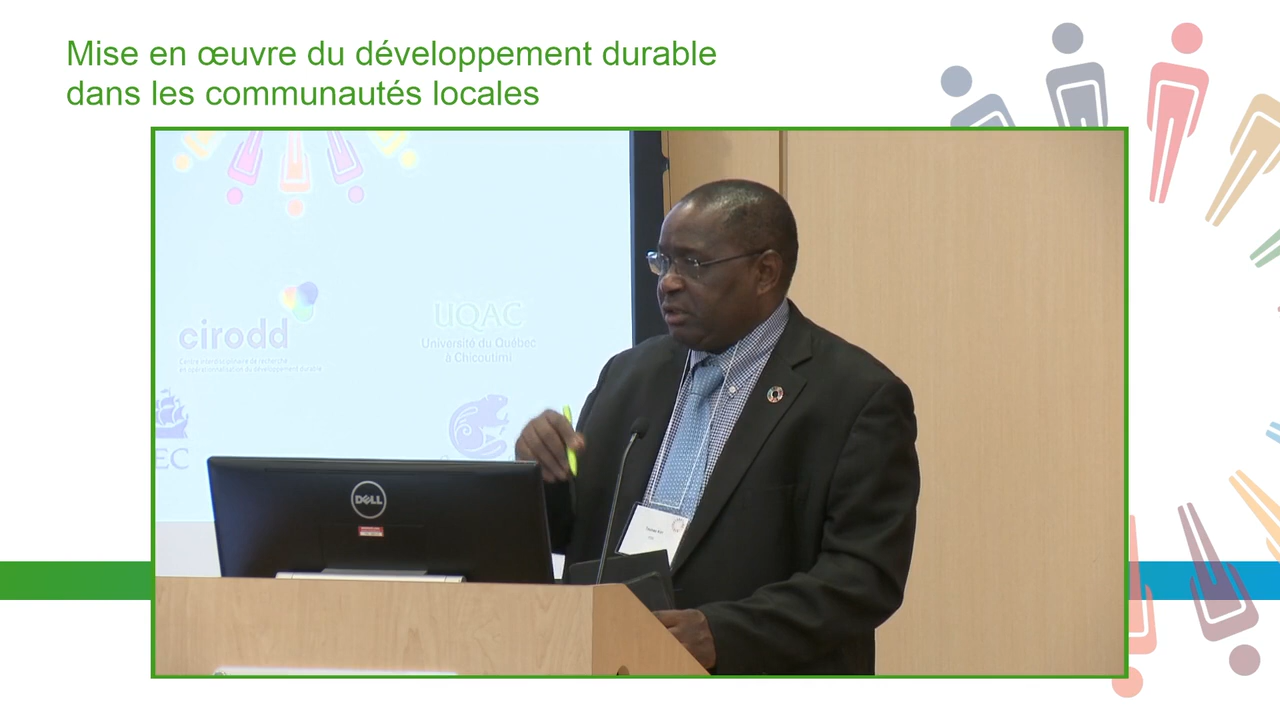 Mise en œuvre du développement durable
dans les communautés locales
cirodd
Centre interdisciplinaire de recherche
en opérationnalisation du développement durable
UQAC
Université du Québec
à Chicoutimi
EC
DELL